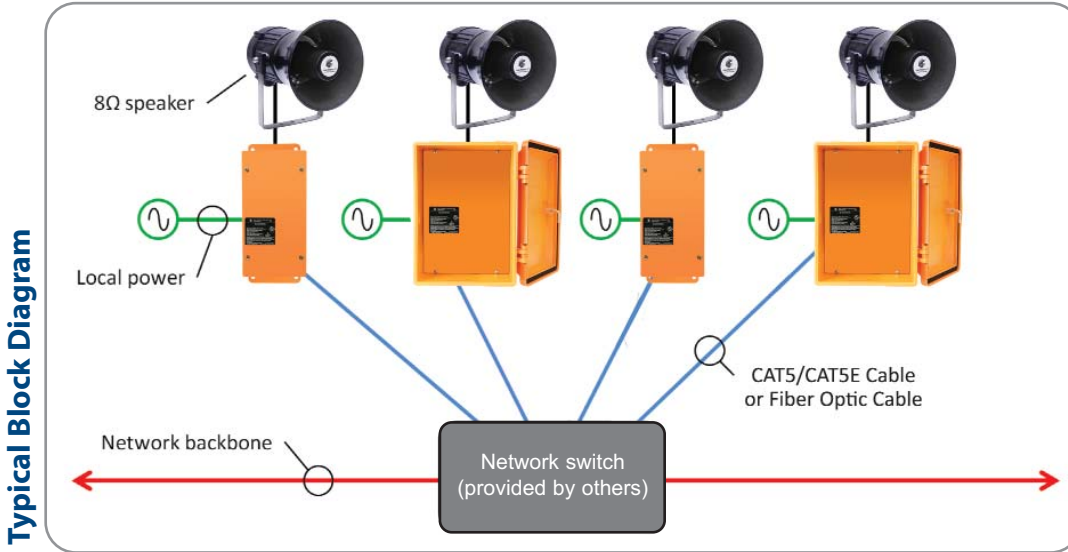 Typical Block Diagram
8Ω speaker
Local power
CAT5/CAT5E Cable
or Fiber Optic Cable
Network backbone
Network switch
(provided by others)